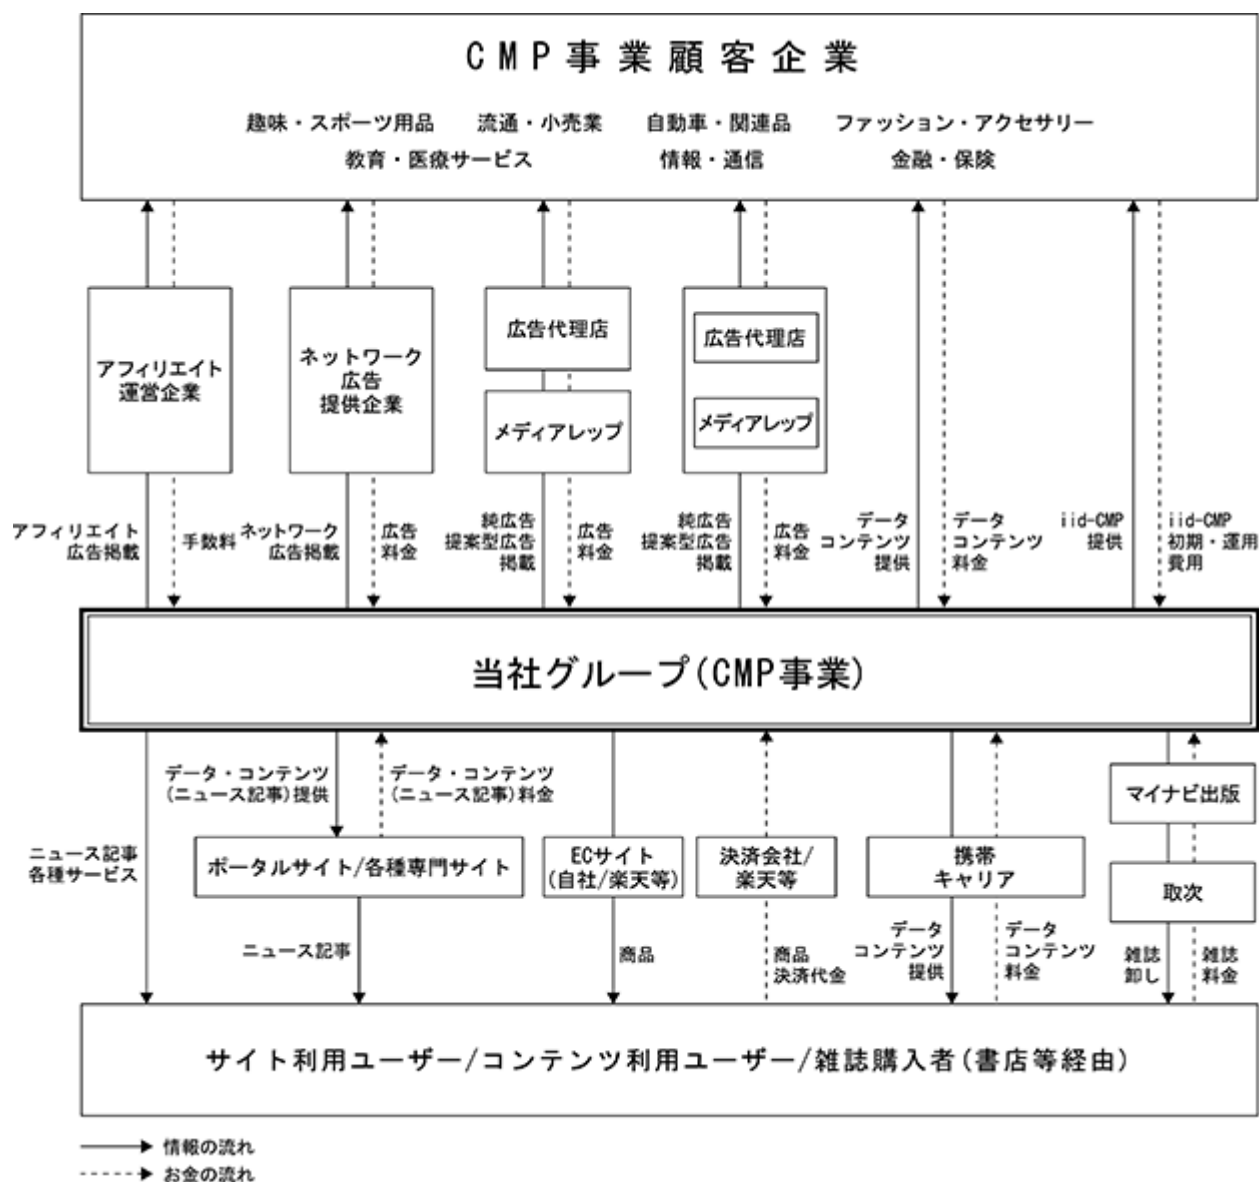 CMP事業顧客企業
趣味・スポーツ用品　流通・小売業　自動車・関連品　ファッション・アクセサリー
教育・医療サービス　情報・通信　金融・保険
アフィリエイト
運営企業
ネットワーク
広告
提供企業
広告代理店
メディアレップ
広告代理店
メディアレップ
アフィリエイト
広告掲載
手数料
ネットワーク
広告掲載
広告
料金
純広告
提案型広告
掲載
広告
料金
純広告
提案型広告
掲載
広告
料金
データ
コンテンツ
提供
データ
コンテンツ
料金
iid-CMP
提供
iid-CMP
初期・運用
費用
当社グループ(CMP事業)
ニュース記事
各種サービス
データ・コンテンツ
(ニュース記事)提供
データ・コンテンツ
(ニュース記事)料金
ポータルサイト/各種専門サイト
ニュース記事
ECサイト
(自社/楽天等)
商品
決済会社/
楽天等
商品
決済代金
携帯
キャリア
データ
コンテンツ
提供
データ
コンテンツ
料金
マイナビ出版
取次
雑誌
卸し
雑誌
料金
サイト利用ユーザー/コンテンツ利用ユーザー/雑誌購入者(書店等経由)
情報の流れ
お金の流れ